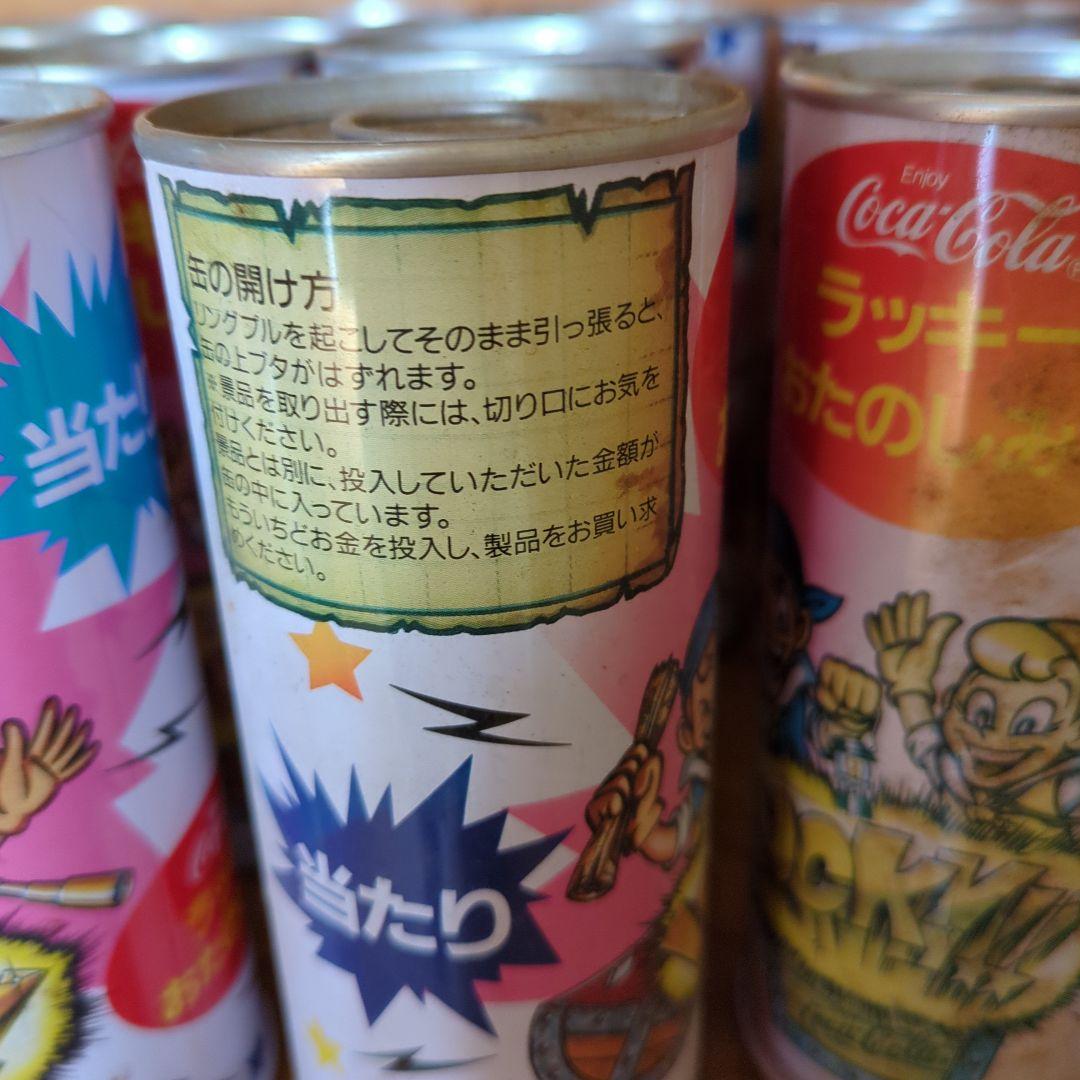 缶の開け方
リングプルを起こしてそのまま引っ張ると、
缶の上ブタがはずれます。
※景品を取り出す際には、切り口にお気を
付けください。
景品とは別に、投入していただいた金額が
缶の中に入っています。
もういちどお金を投入し、製品をお買い求
めください。
当たり
当たり
Enjoy
Coca-Cola
ラッキー
おたのしみ